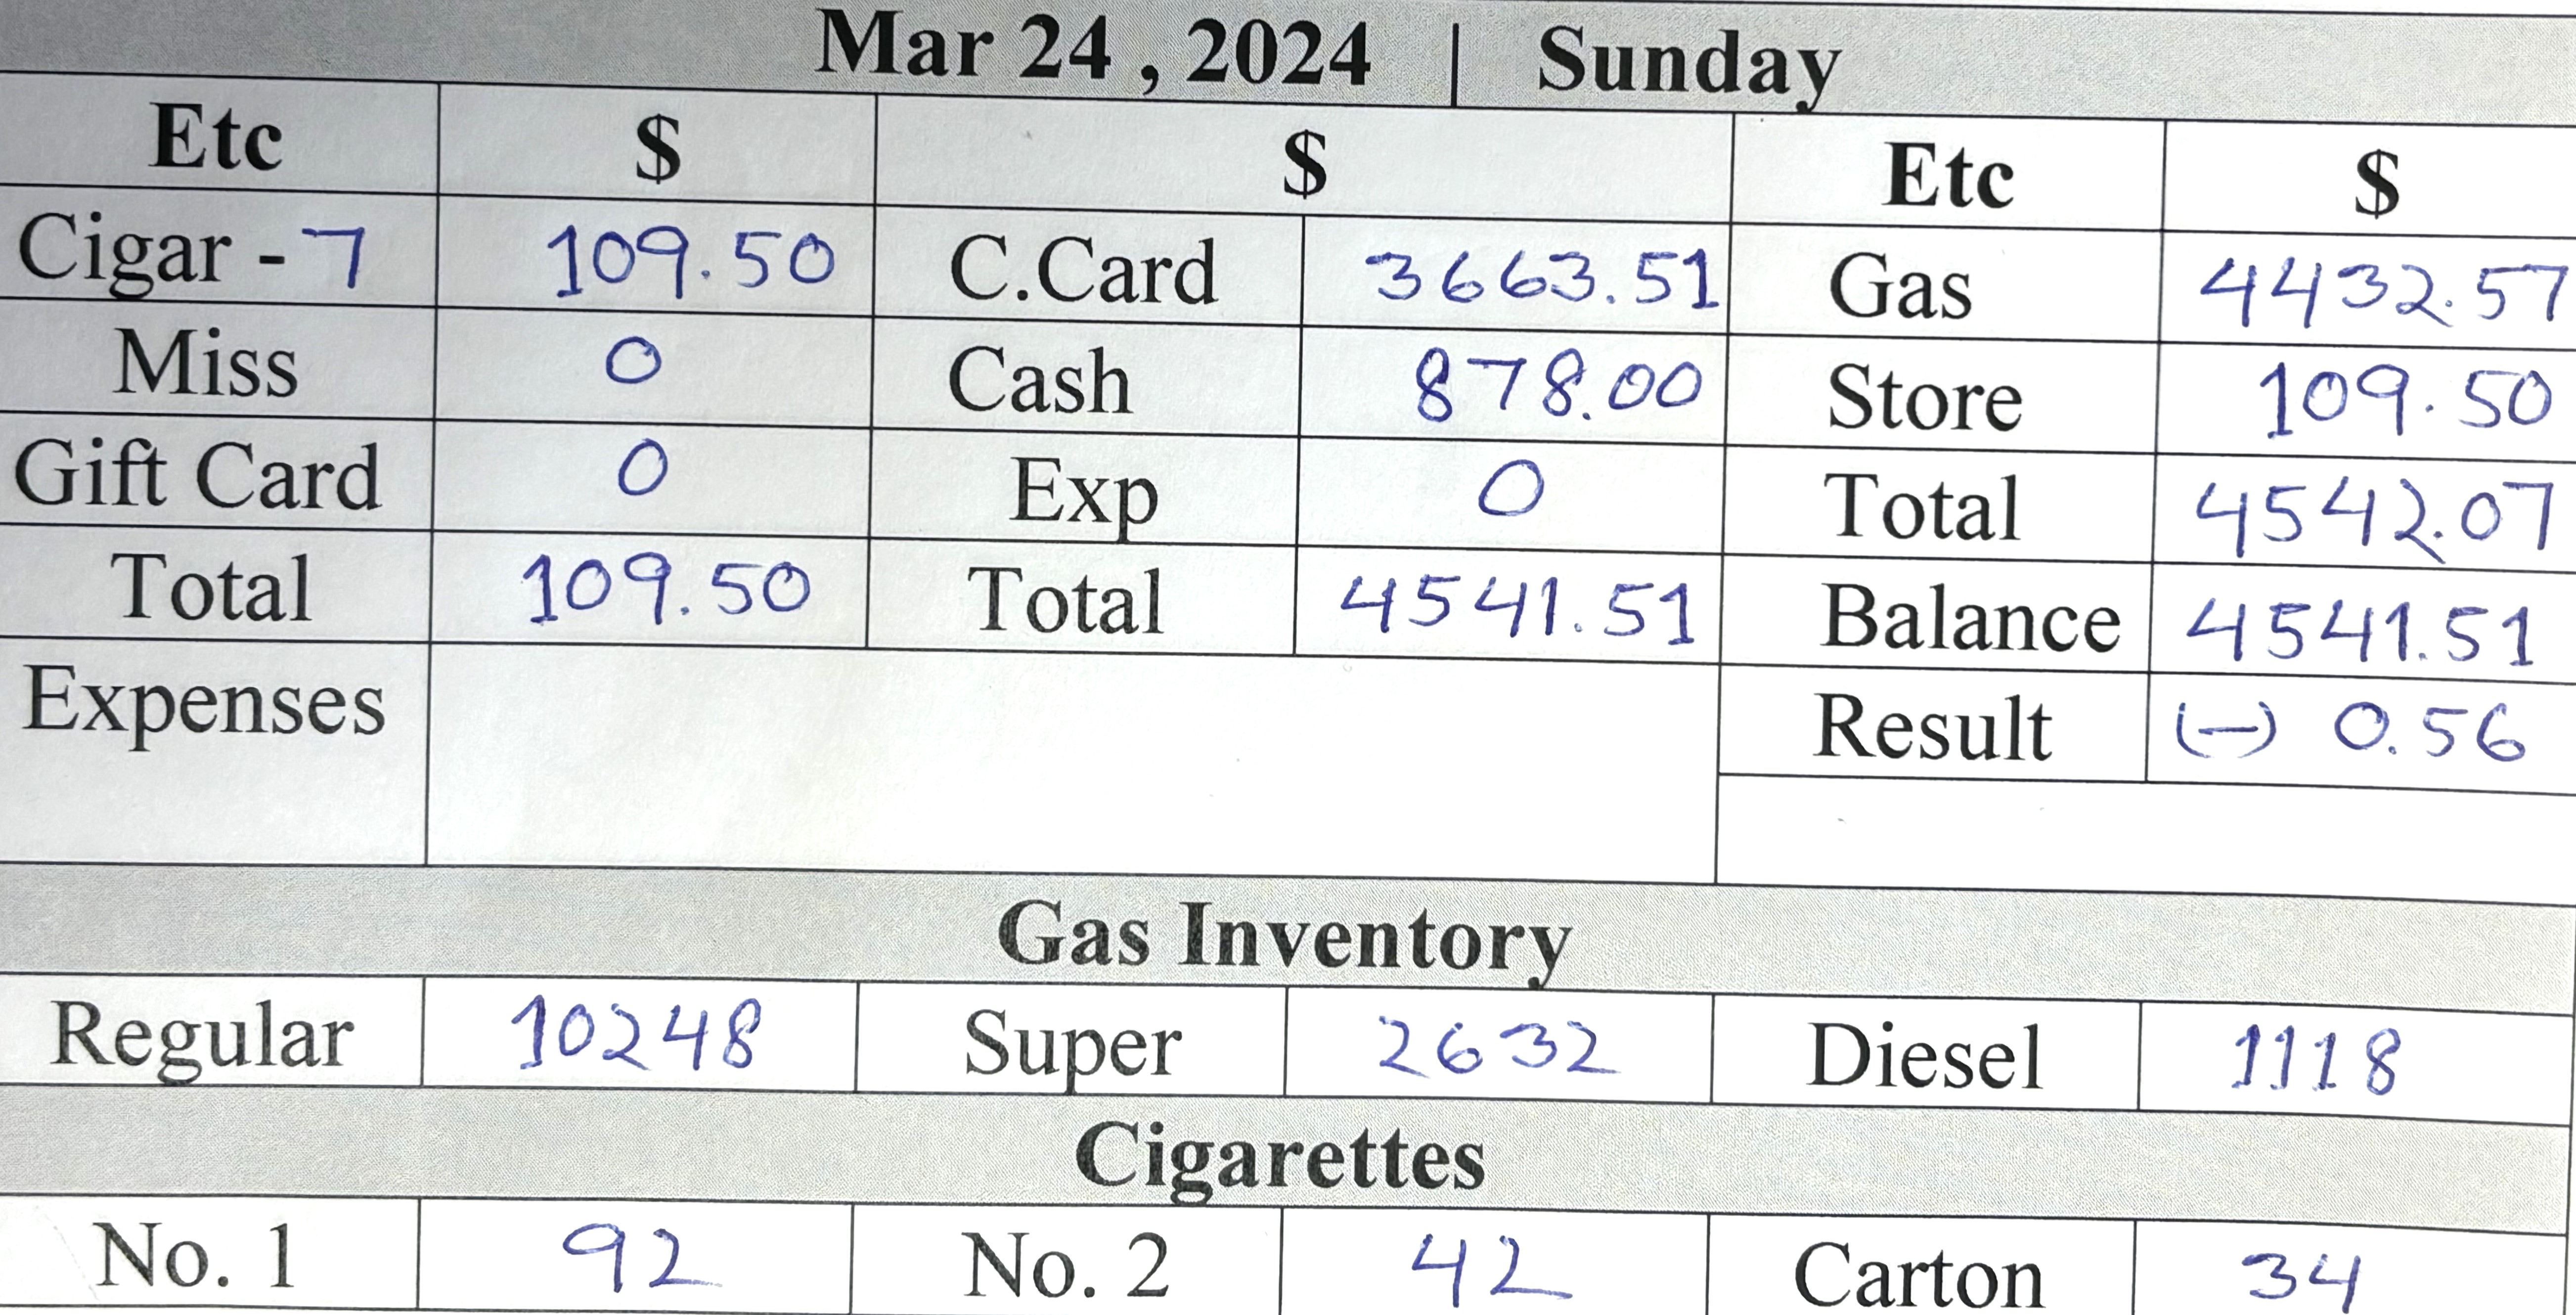 Mar 24 , 2024 | Sunday
Etc $ $ Etc $
Cigar - 7 109.50 C.Card 3663.51 Gas 4432.57
Miss 0 Cash 878.00 Store 109.50
Gift Card 0 Exp 0 Total 4542.07
Total 109.50 Total 4541.51 Balance 4541.51
Expenses Result (-) 0.56
Gas Inventory
Regular 10248 Super 2632 Diesel 1118
Cigarettes
No. 1 92 No. 2 42 Carton 34